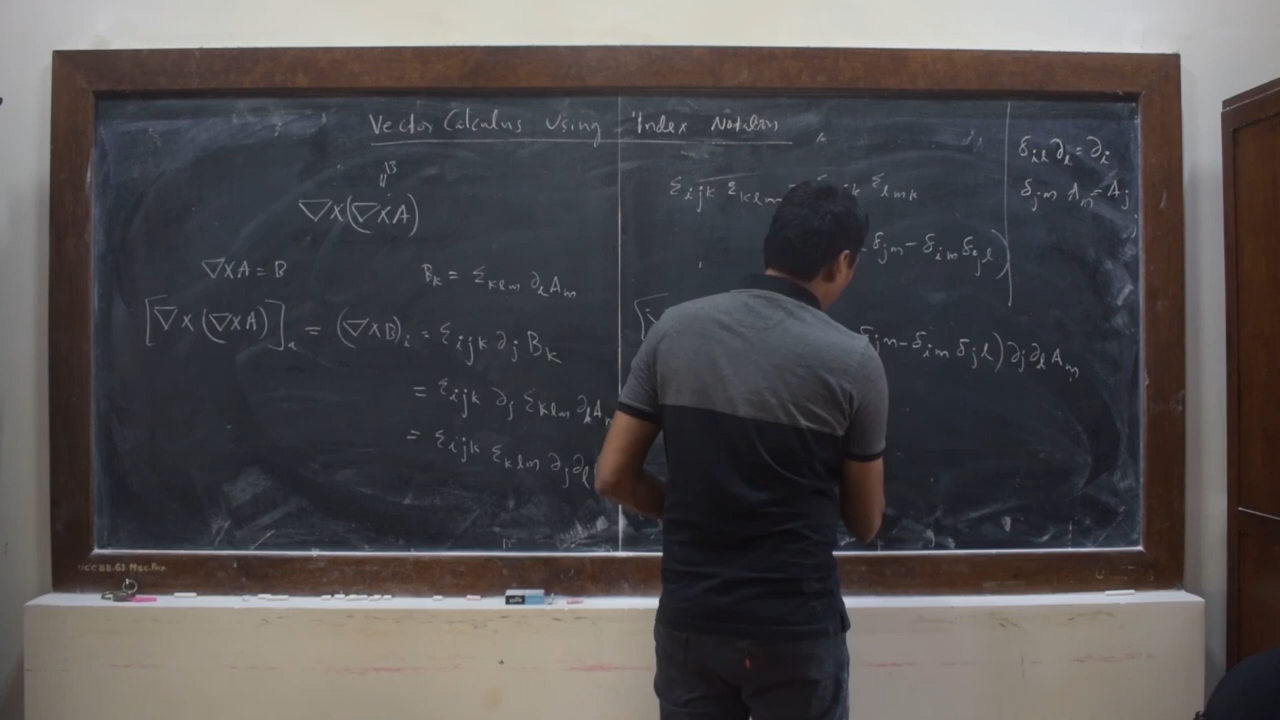 Vector Calculus Using Index Notation
B
∇×(∇×A)
∇×A = B
B_k = ε_klm ∂_l A_m
[∇×(∇×A)]_i = (∇×B)_i = ε_ijk ∂_j B_k
= ε_ijk ∂_j ε_klm ∂_l A_m
= ε_ijk ε_klm ∂_j ∂_l
ε_ijk ε_klm
δ_jm − δ_im δ_jl)
δ_jm − δ_im δ_jl) ∂_j ∂_l A_m
δ_il ∂_l = ∂_i
δ_jm A_m = A_j